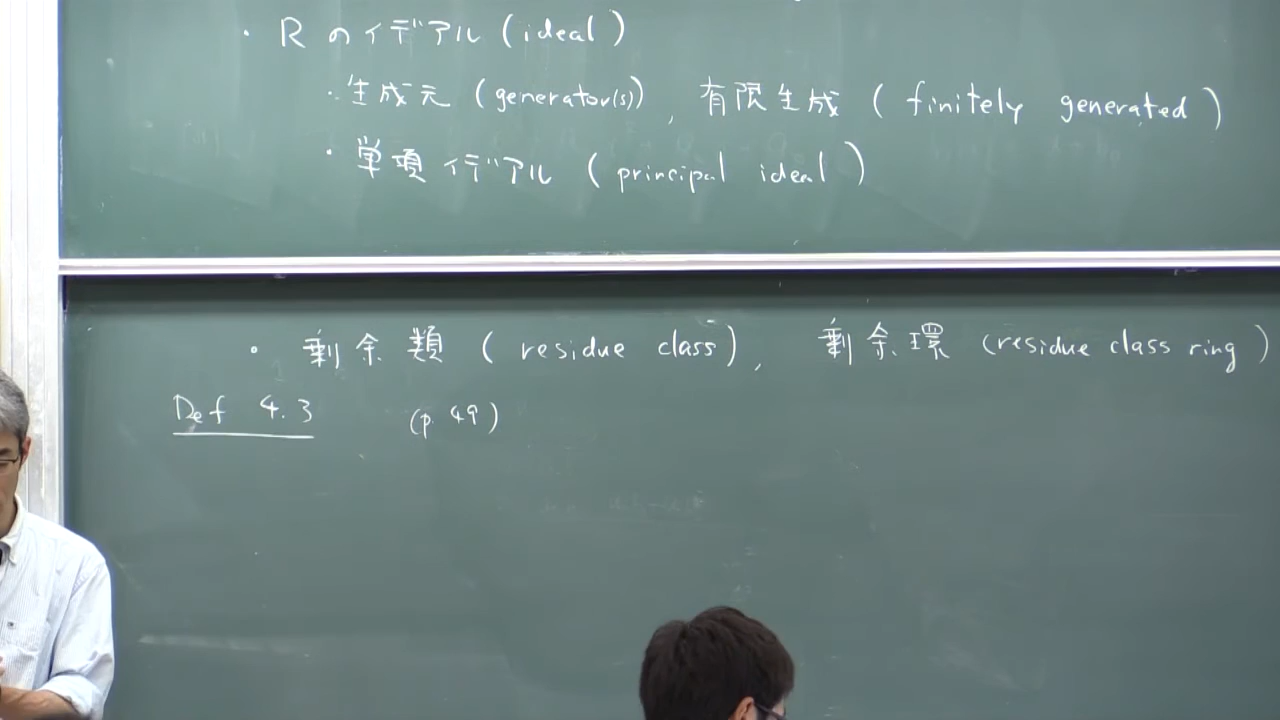 ・ R のイデアル (ideal)
・生成元 (generator(s)), 有限生成 (finitely generated)
・単項イデアル (principal ideal)
・ 剰余類 (residue class), 剰余環 (residue class ring)
Def 4.3 (p. 49)